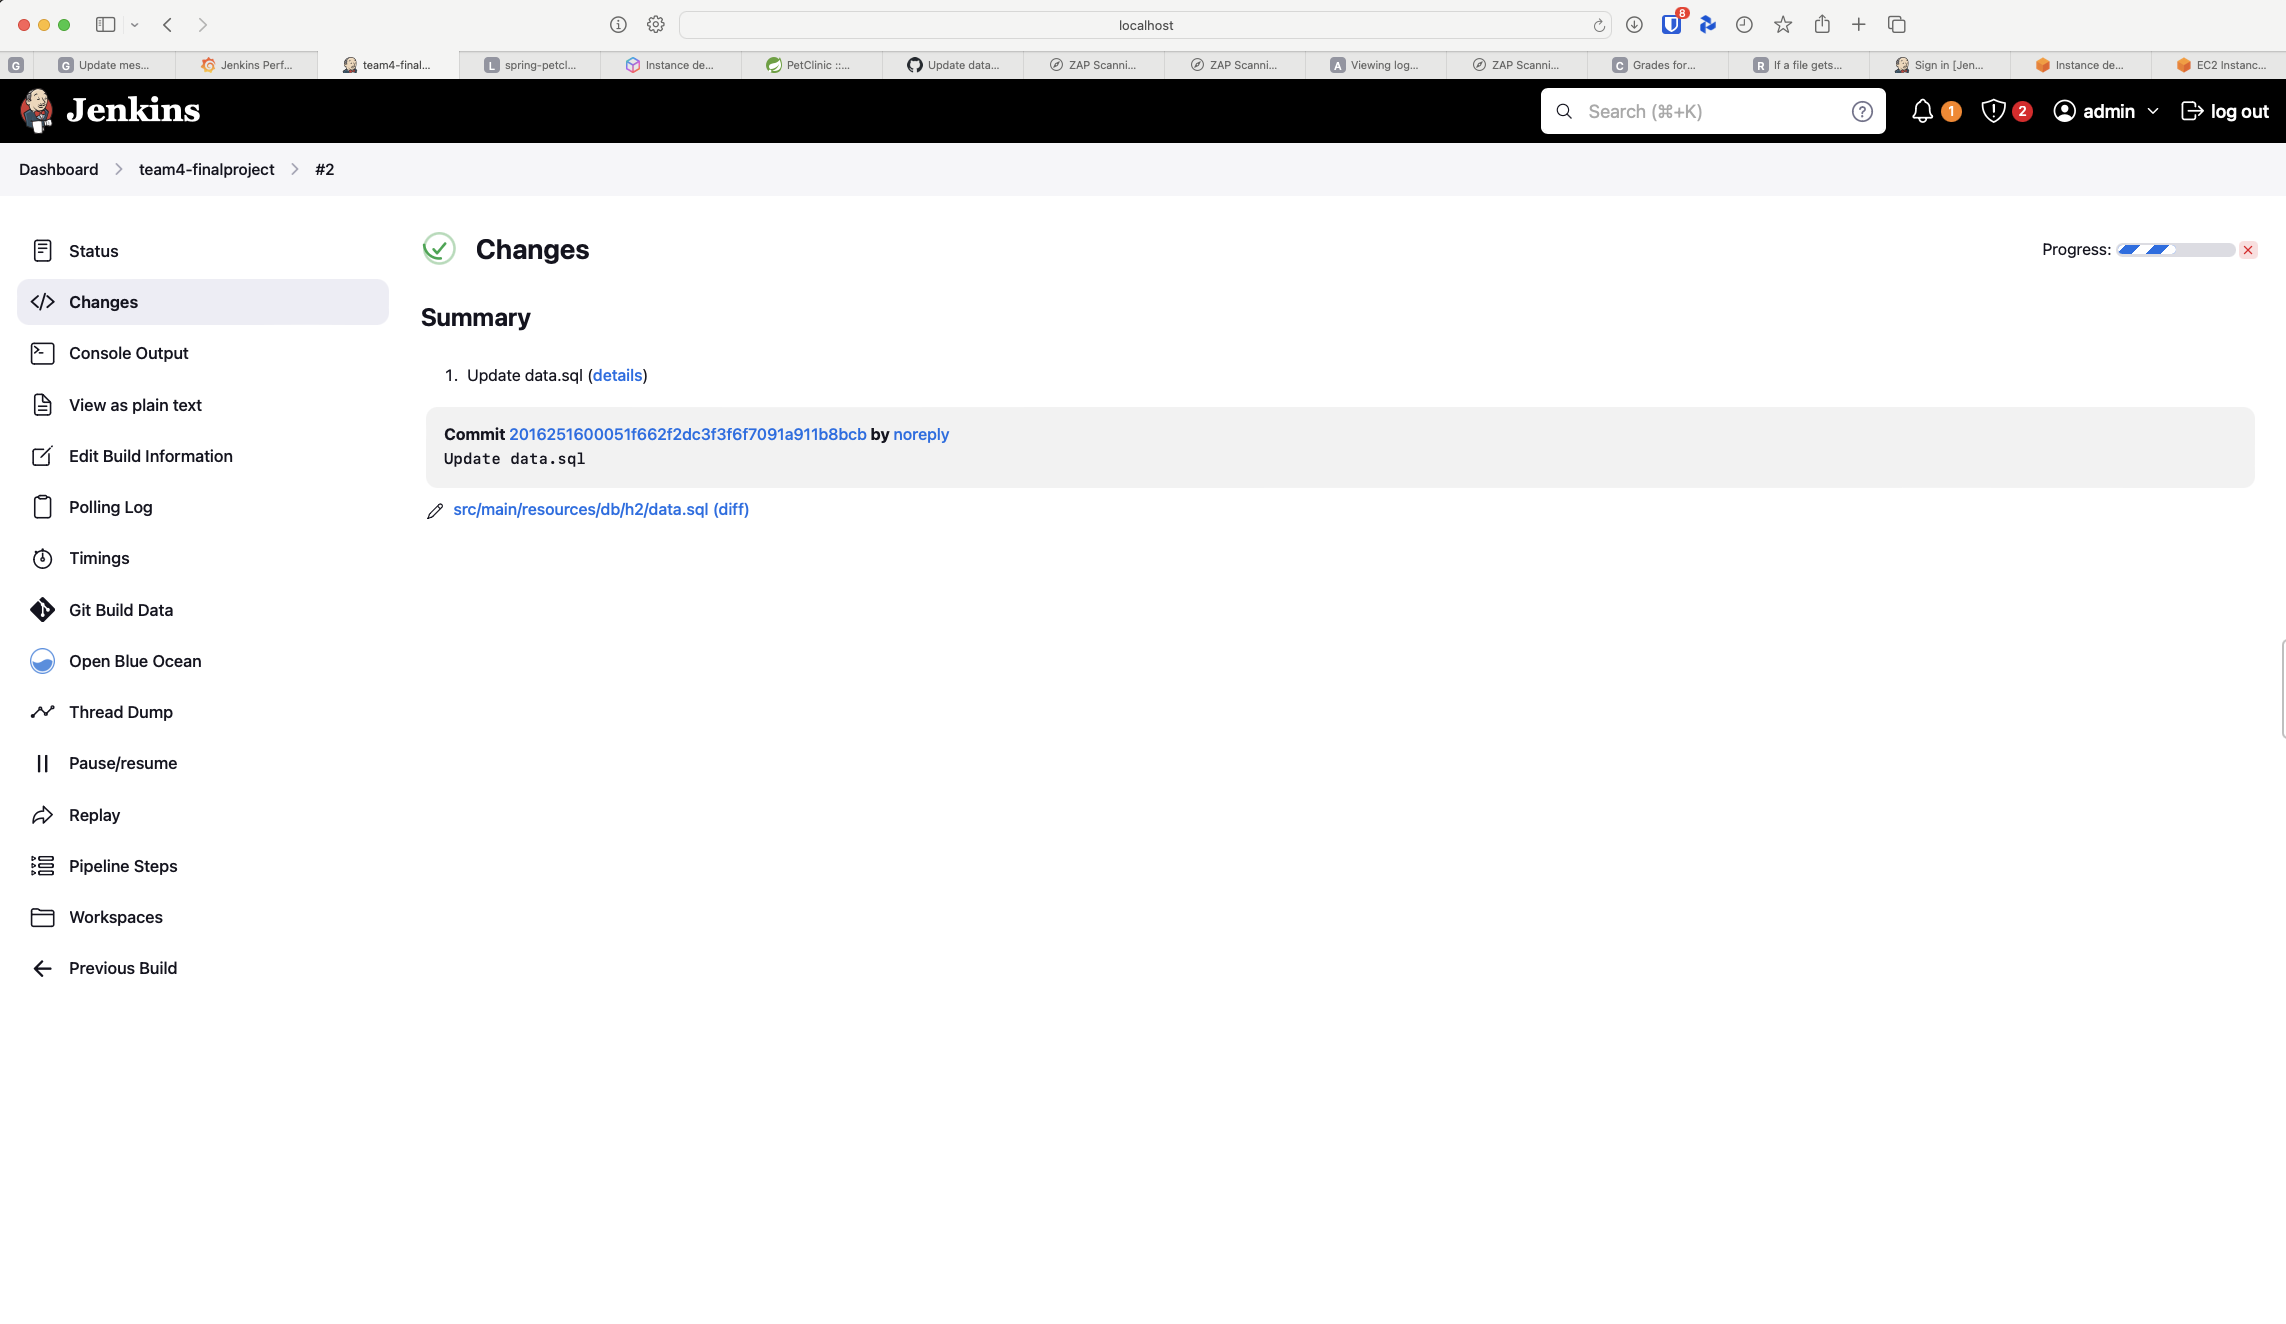 localhost
8
G
G Update mes...
Jenkins Perf...
team4-final...
L spring-petcl...
Instance de...
PetClinic ::...
Update data...
ZAP Scanni...
ZAP Scanni...
A Viewing log...
ZAP Scanni...
C Grades for...
R If a file gets...
Sign in [Jen...
Instance de...
EC2 Instanc...
Jenkins
Search (⌘+K)
1
2
admin
log out
Dashboard
team4-finalproject
#2
Status
Changes
Console Output
View as plain text
Edit Build Information
Polling Log
Timings
Git Build Data
Open Blue Ocean
Thread Dump
Pause/resume
Replay
Pipeline Steps
Workspaces
Previous Build
Changes
Progress:
Summary
1. Update data.sql (details)
Commit 2016251600051f662f2dc3f3f6f7091a911b8bcb by noreply
Update data.sql
src/main/resources/db/h2/data.sql (diff)